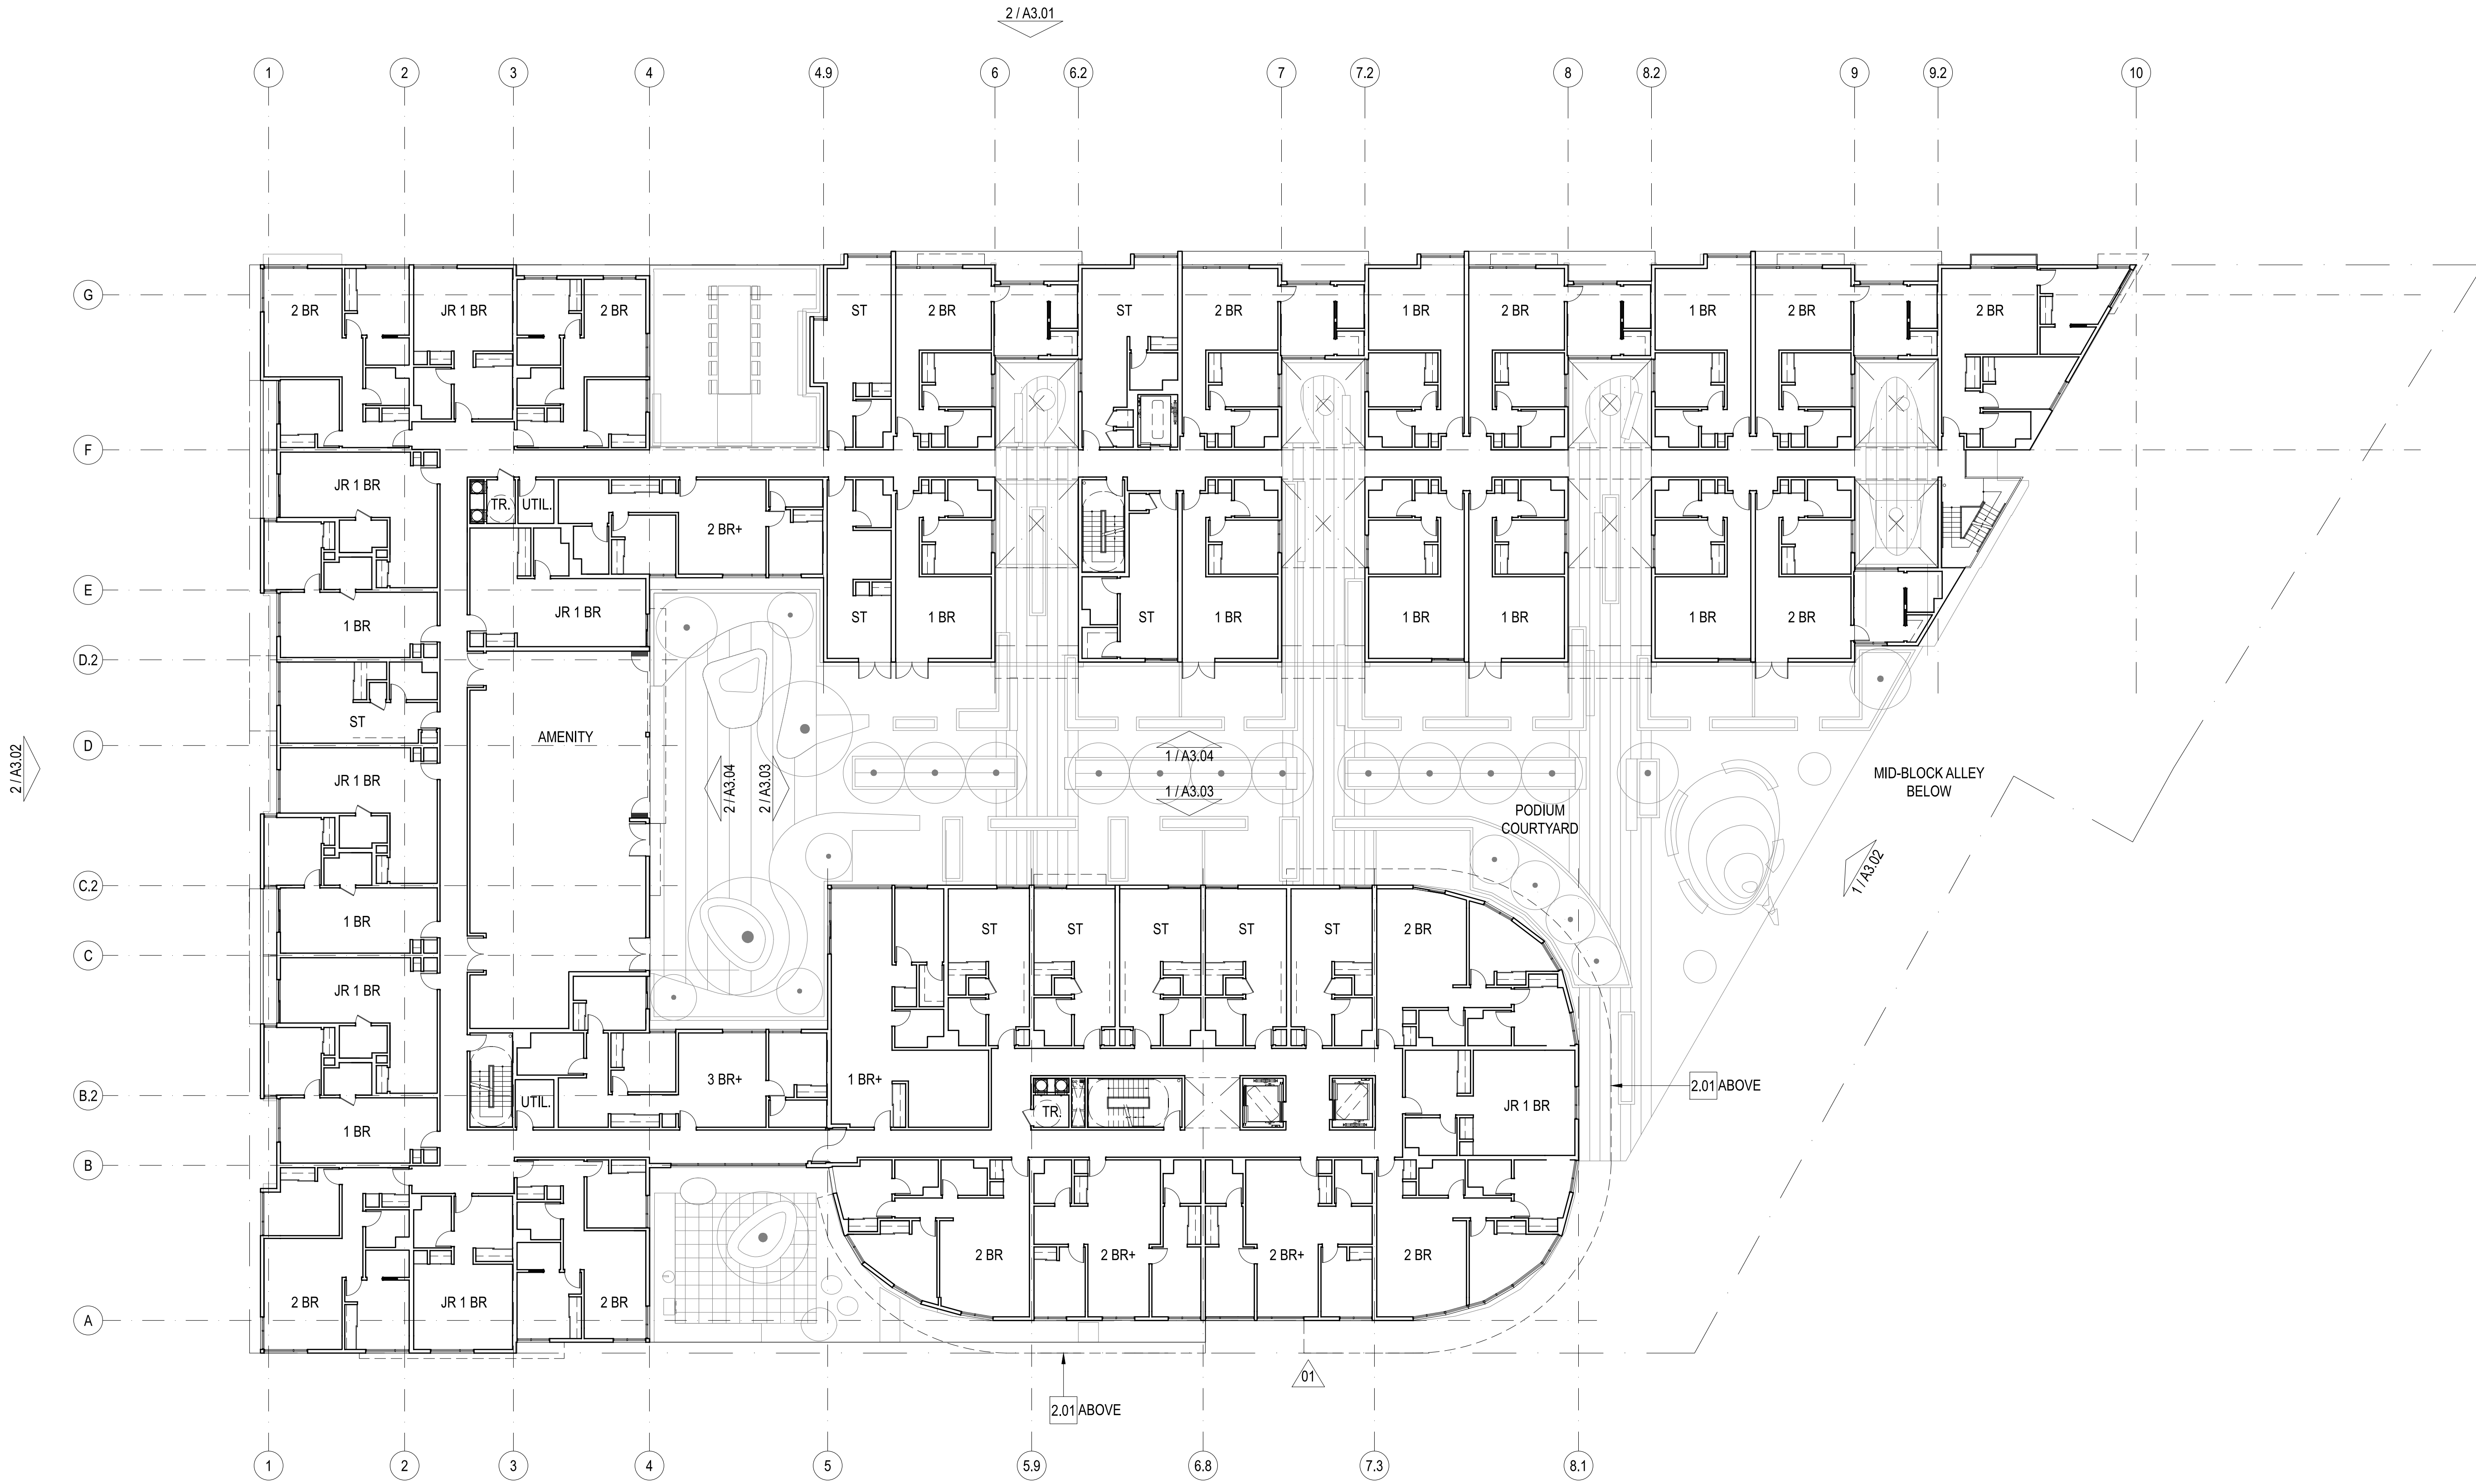 2 / A3.01
1
2
3
4
4.9
6
6.2
7
7.2
8
8.2
9
9.2
10
G
2 BR
JR 1 BR
2 BR
ST
2 BR
ST
2 BR
1 BR
2 BR
1 BR
2 BR
2 BR
F
JR 1 BR
TR.
UTIL.
2 BR+
E
1 BR
JR 1 BR
ST
1 BR
ST
1 BR
1 BR
1 BR
1 BR
2 BR
D.2
ST
D
AMENITY
2 / A3.02
JR 1 BR
2 / A3.04
2 / A3.03
1 / A3.04
1 / A3.03
PODIUM
COURTYARD
MID-BLOCK ALLEY
BELOW
1 / A3.02
C.2
1 BR
ST
ST
ST
ST
ST
2 BR
C
JR 1 BR
B.2
UTIL.
3 BR+
1 BR+
TR.
JR 1 BR
2.01 ABOVE
1 BR
B
2 BR
2 BR+
2 BR+
2 BR
2 BR
JR 1 BR
2 BR
A
01
2.01 ABOVE
1
2
3
4
5
5.9
6.8
7.3
8.1